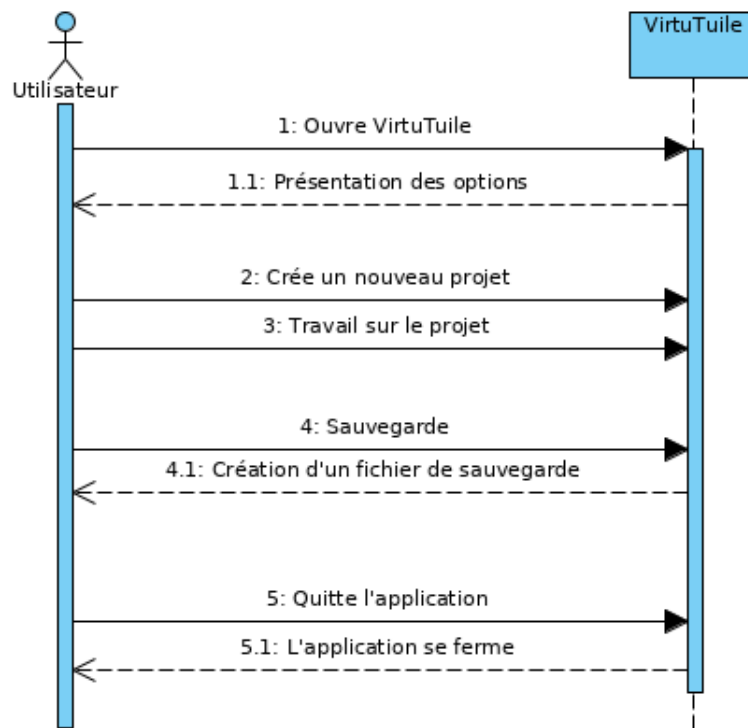 VirtuTuile
Utilisateur
1: Ouvre VirtuTuile
1.1: Présentation des options
2: Crée un nouveau projet
3: Travail sur le projet
4: Sauvegarde
4.1: Création d'un fichier de sauvegarde
5: Quitte l'application
5.1: L'application se ferme